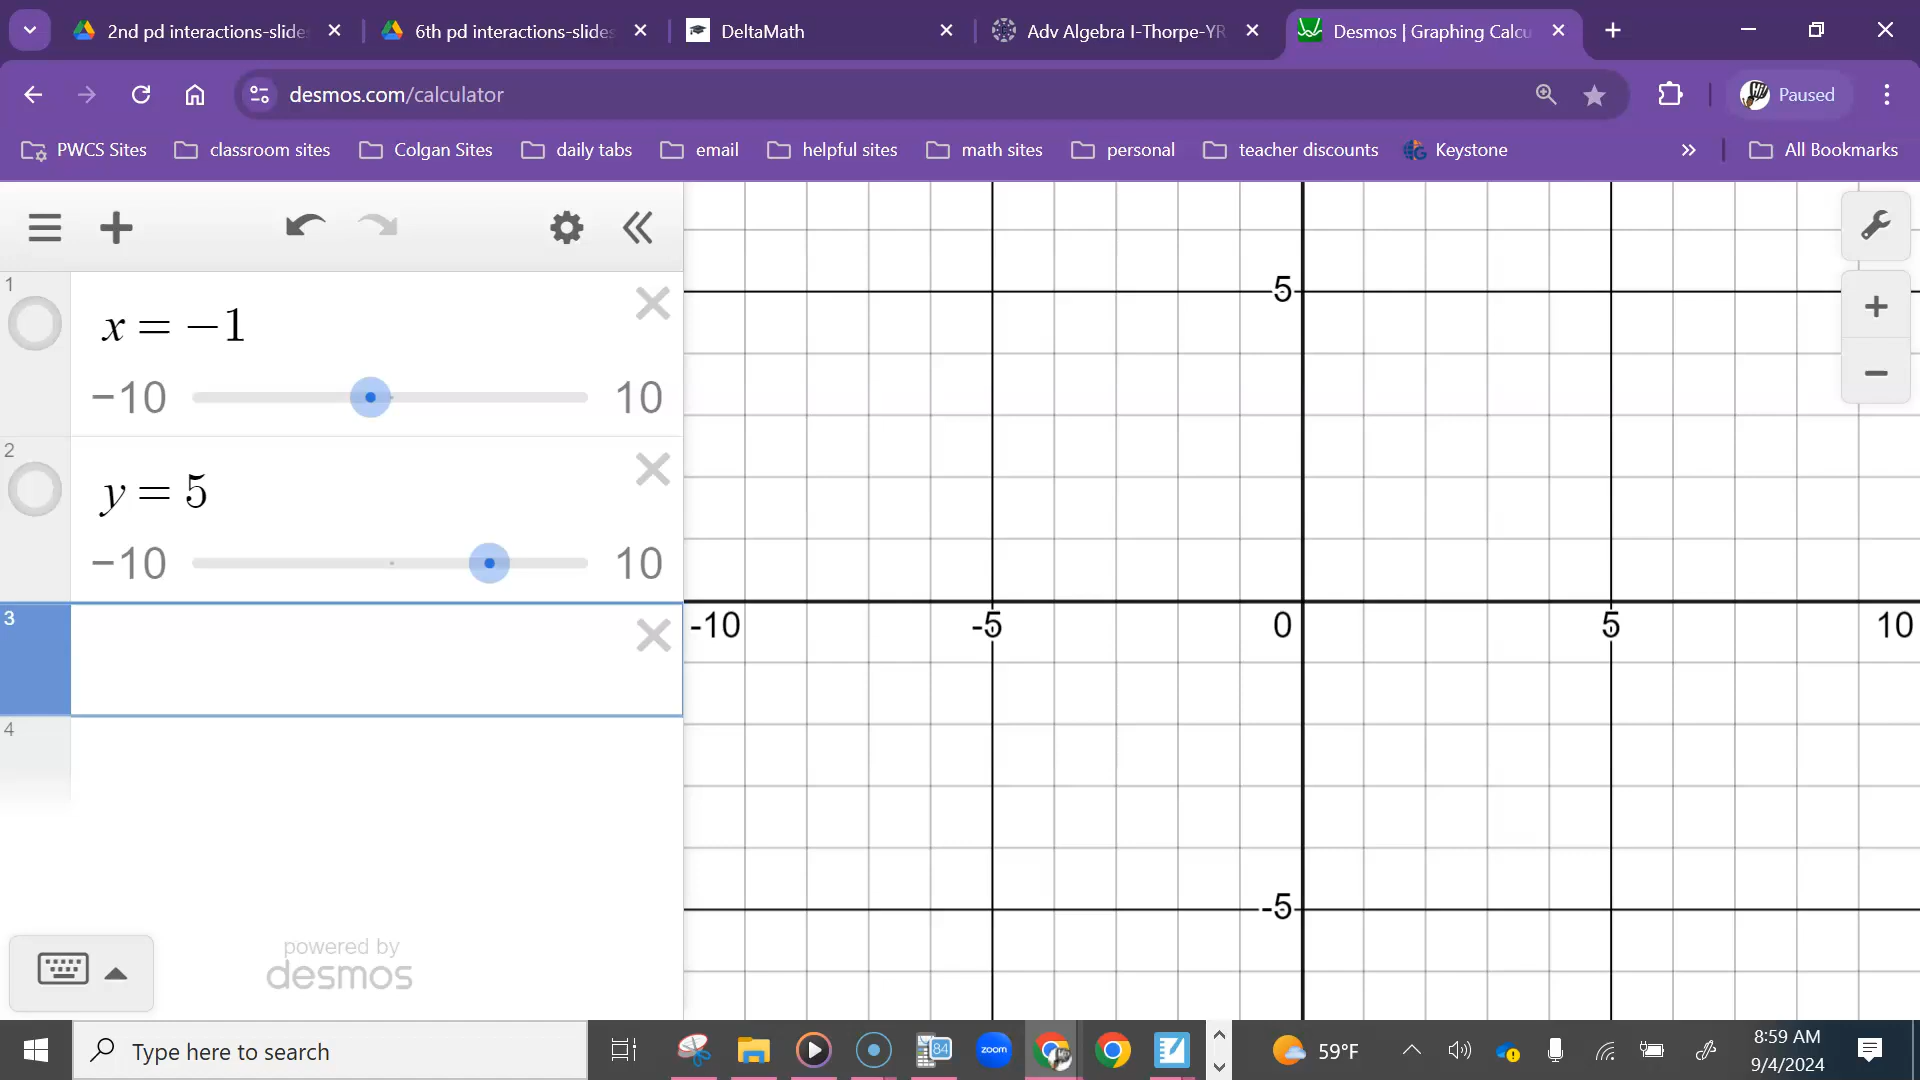 2nd pd interactions-slide
6th pd interactions-slides
DeltaMath
Adv Algebra I-Thorpe-YR
Desmos | Graphing Calcu
desmos.com/calculator
Paused
PWCS Sites
classroom sites
Colgan Sites
daily tabs
email
helpful sites
math sites
personal
teacher discounts
Keystone
»
All Bookmarks
1
x = −1
−10
10
2
y = 5
−10
10
3
4
powered by
desmos
5
-10
-5
0
5
10
-5
Type here to search
84
zoom
59°F
8:59 AM
9/4/2024